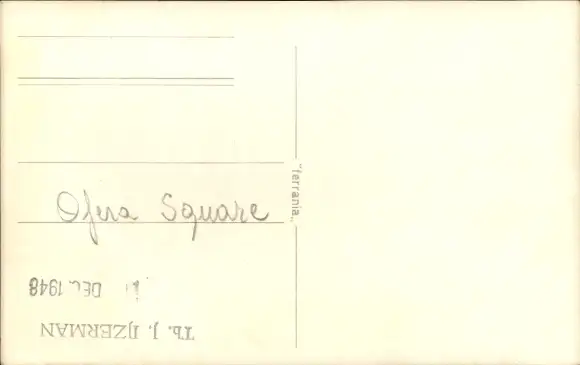 "ferrania"
Opera Square
DEC. 1948
Th. J. IJZERMAN